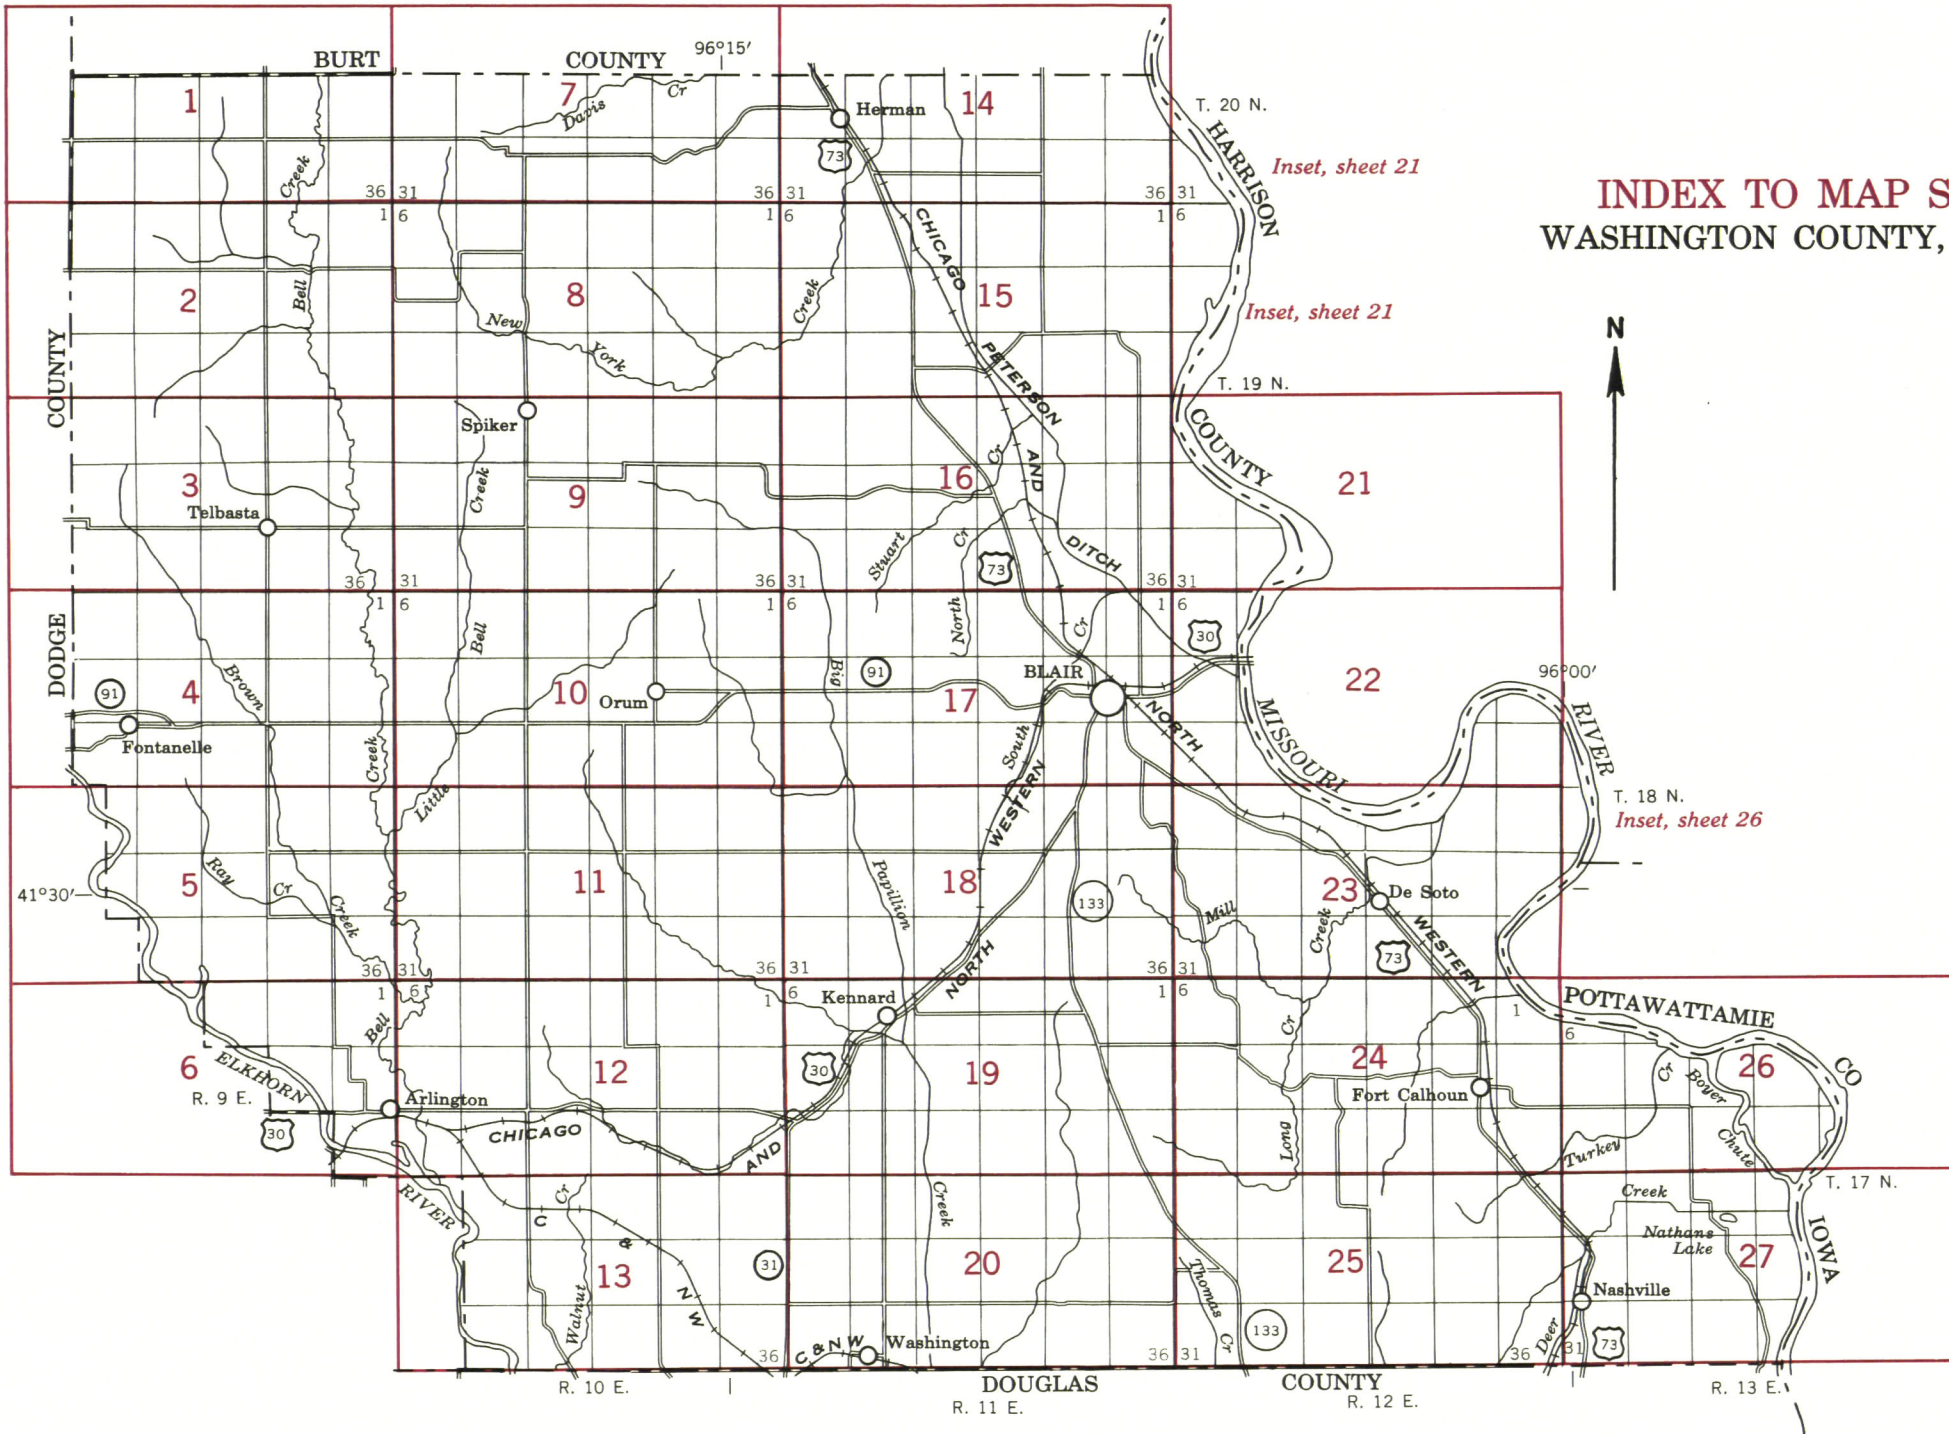 BURT COUNTY
96°15'
1
7
Davis Cr
Herman
14
T. 20 N.
HARRISON COUNTY
73
Creek
Inset, sheet 21
36 31
1 6
36 31
1 6
36 31
1 6
INDEX TO MAP S
WASHINGTON COUNTY,
CHICAGO AND NORTH WESTERN
2
Bell
8
New York Creek
15
Inset, sheet 21
N
PETERSON DITCH
T. 19 N.
DODGE COUNTY
Spiker
3
Telbasta
9
Creek
16
Cr
21
Stuart
Cr
73
36 31
1 6
36 31
1 6
36 31
1 6
North
Cr
30
Bell
BLAIR
96°00'
91
4
Brown
10
Orum
Big
91
17
22
Fontanelle
Creek
South
NORTH WESTERN
MISSOURI RIVER
Little
T. 18 N.
Inset, sheet 26
41°30'
5
Ray Cr
Creek
11
Papillion
18
133
Mill
Creek
23
De Soto
73
36 31
1 6
36 31
1 6
36 31
1 6
Kennard
1
6
POTTAWATTAMIE CO
Bell
6
ELKHORN RIVER
R. 9 E.
Arlington
12
30
19
Cr
24
Cr
Boyer Chute
26
Fort Calhoun
30
CHICAGO AND NORTH WESTERN
Long
Turkey
T. 17 N.
Cr
Creek
Creek
C & N W
Nathans
Lake
IOWA
13
31
20
25
27
Walnut
Thomas Cr
Nashville
133
C & N W
Washington
Deer
73
36
36 31
36 31
R. 10 E.
DOUGLAS COUNTY
R. 11 E.
R. 12 E.
R. 13 E.